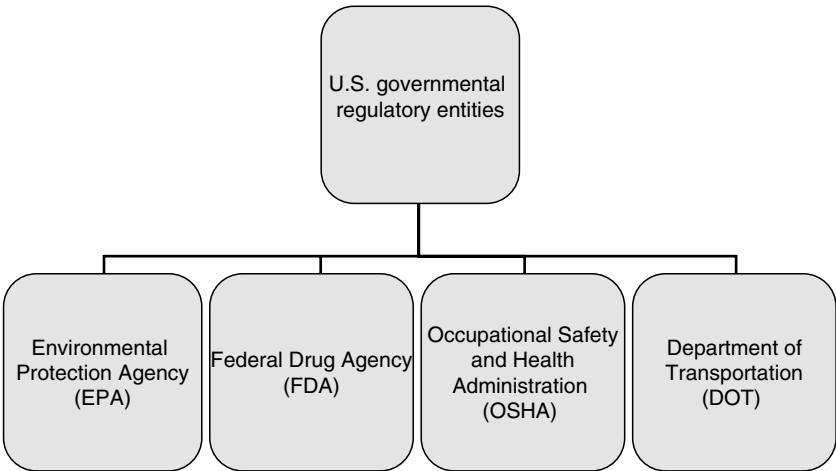 U.S. governmental
regulatory entities
Environmental
Protection Agency
(EPA)
Federal Drug Agency
(FDA)
Occupational Safety
and Health
Administration
(OSHA)
Department of
Transportation
(DOT)